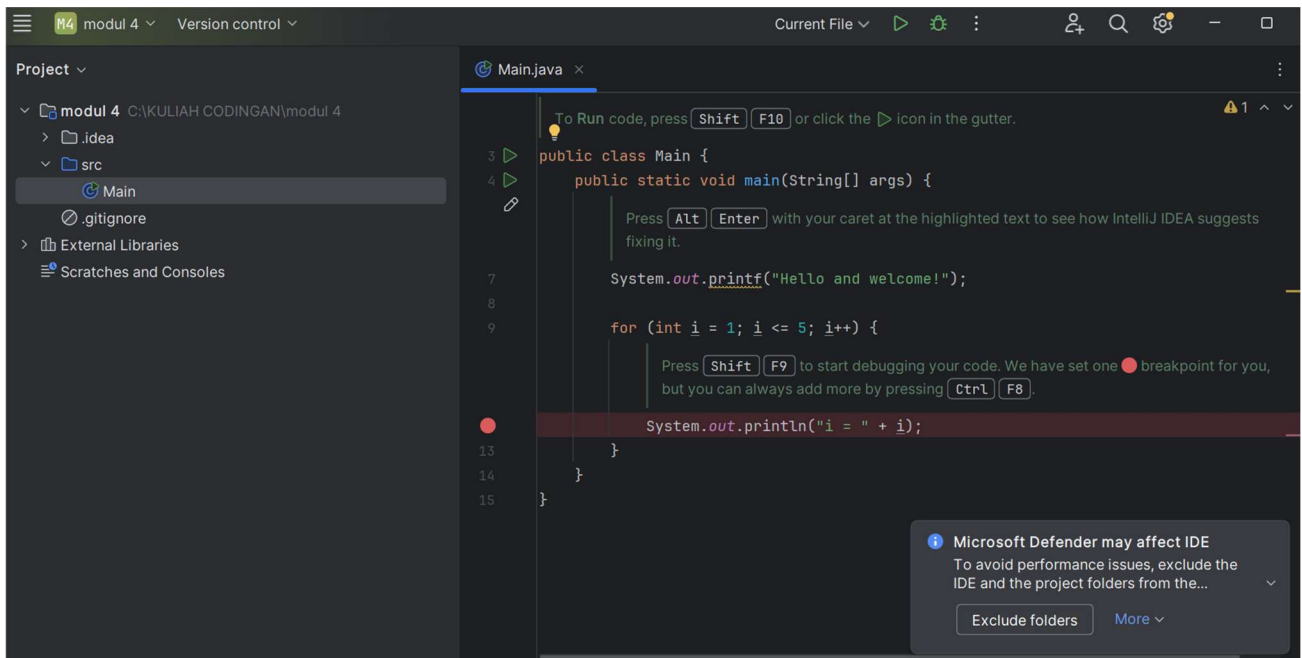 M4 modul 4 Version control Current File
Project
Main.java
modul 4 C:\KULIAH CODINGAN\modul 4
.idea
src
Main
.gitignore
External Libraries
Scratches and Consoles
1
To Run code, press Shift F10 or click the icon in the gutter.
3 public class Main {
4 public static void main(String[] args) {
Press Alt Enter with your caret at the highlighted text to see how IntelliJ IDEA suggests
fixing it.
7 System.out.printf("Hello and welcome!");
8
9 for (int i = 1; i <= 5; i++) {
Press Shift F9 to start debugging your code. We have set one breakpoint for you,
but you can always add more by pressing Ctrl F8.
System.out.println("i = " + i);
13 }
14 }
15 }
Microsoft Defender may affect IDE
To avoid performance issues, exclude the
IDE and the project folders from the...
Exclude folders More